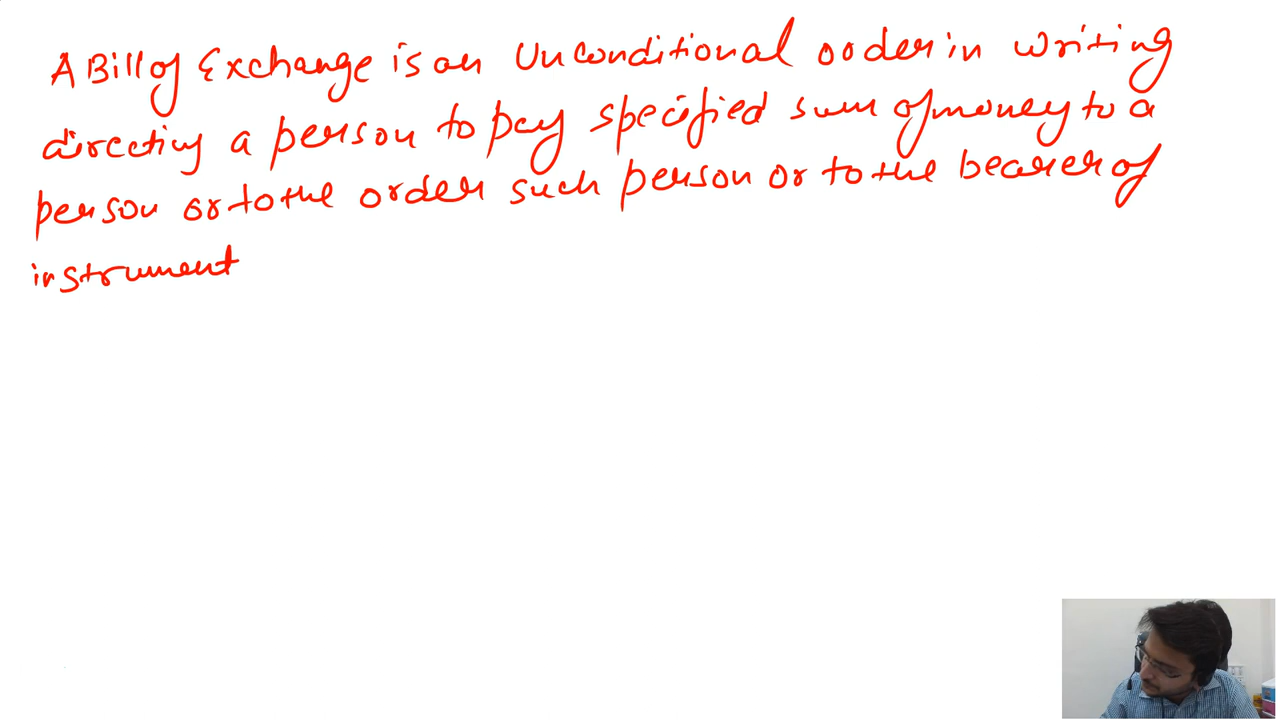 A Bill of Exchange is an Unconditional order in writing
directing a person to pay specified sum of money to a
person or to the order such person or to the bearer of
instrument